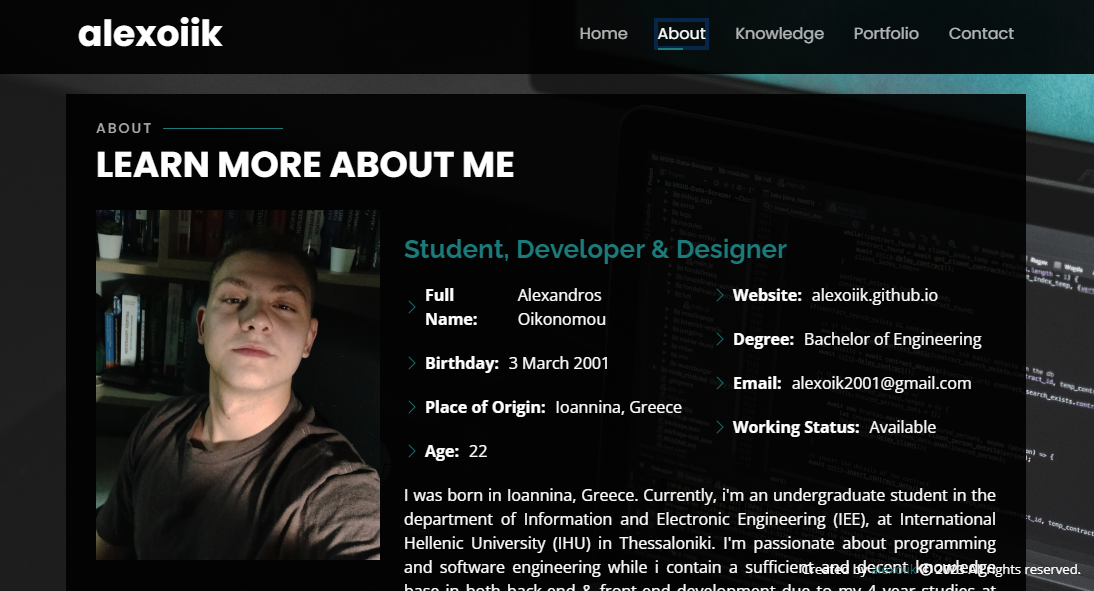 alexoiik
Home About Knowledge Portfolio Contact
ABOUT
LEARN MORE ABOUT ME
Student, Developer & Designer
Full Name: Alexandros Oikonomou
Birthday: 3 March 2001
Place of Origin: Ioannina, Greece
Age: 22
Website: alexoiik.github.io
Degree: Bachelor of Engineering
Email: alexoik2001@gmail.com
Working Status: Available
I was born in Ioannina, Greece. Currently, i'm an undergraduate student in the
department of Information and Electronic Engineering (IEE), at International
Hellenic University (IHU) in Thessaloniki. I'm passionate about programming
and software engineering while i contain a sufficient and decent knowledge
base in both back-end & front-end development due to my 4-year studies at
Created by alexoiik © 2023 All rights reserved.